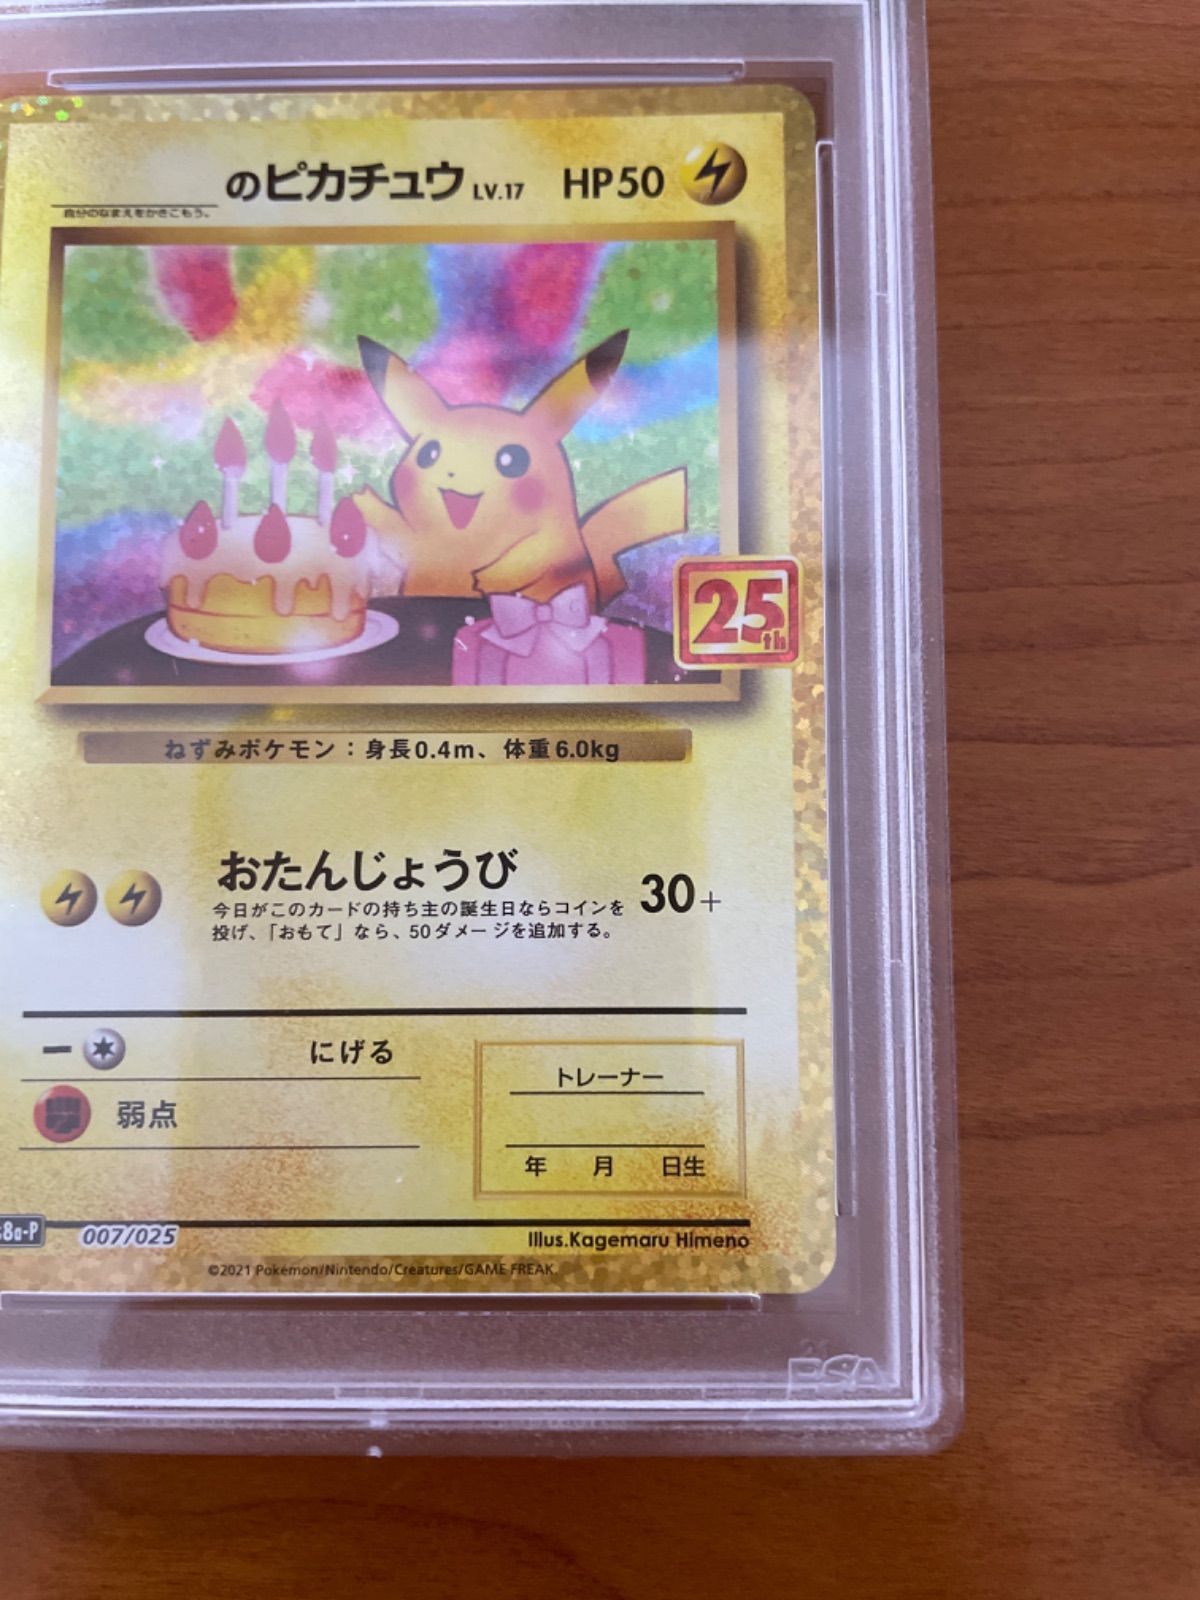 のピカチュウ LV.17 HP50
自分のなまえをかきこもう。
25th
ねずみポケモン：身長0.4m、体重6.0kg
おたんじょうび 30+
今日がこのカードの持ち主の誕生日ならコインを
投げ、「おもて」なら、50ダメージを追加する。
にげる
トレーナー
弱点
年 月 日生
s8a-P 007/025
Illus.Kagemaru Himeno
©2021 Pokémon/Nintendo/Creatures/GAME FREAK.
PSA